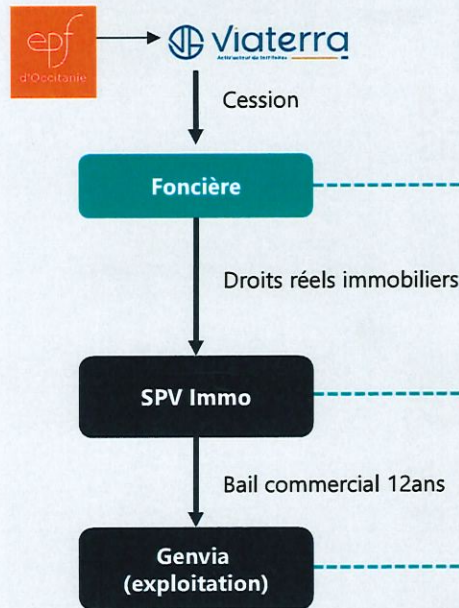 epf
d'Occitanie
Viaterra
Cession
Foncière
Droits réels immobiliers
SPV Immo
Bail commercial 12ans
Genvia
(exploitation)